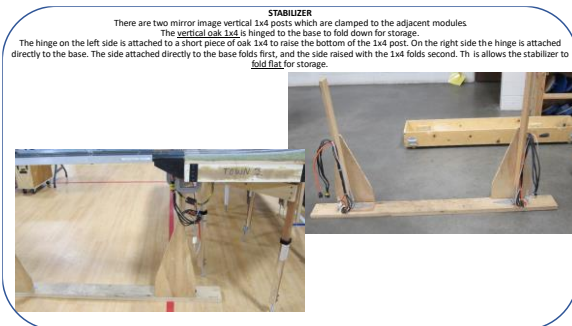 STABILIZER
There are two mirror image vertical 1x4 posts which are clamped to the adjacent modules.
The vertical oak 1x4 is hinged to the base to fold down for storage.
The hinge on the left side is attached to a short piece of oak 1x4 to raise the bottom of the 1x4 post. On the right side the hinge is attached
directly to the base. The side attached directly to the base folds first, and the side raised with the 1x4 folds second. Th is allows the stabilizer to
fold flat for storage.
TOWN 2